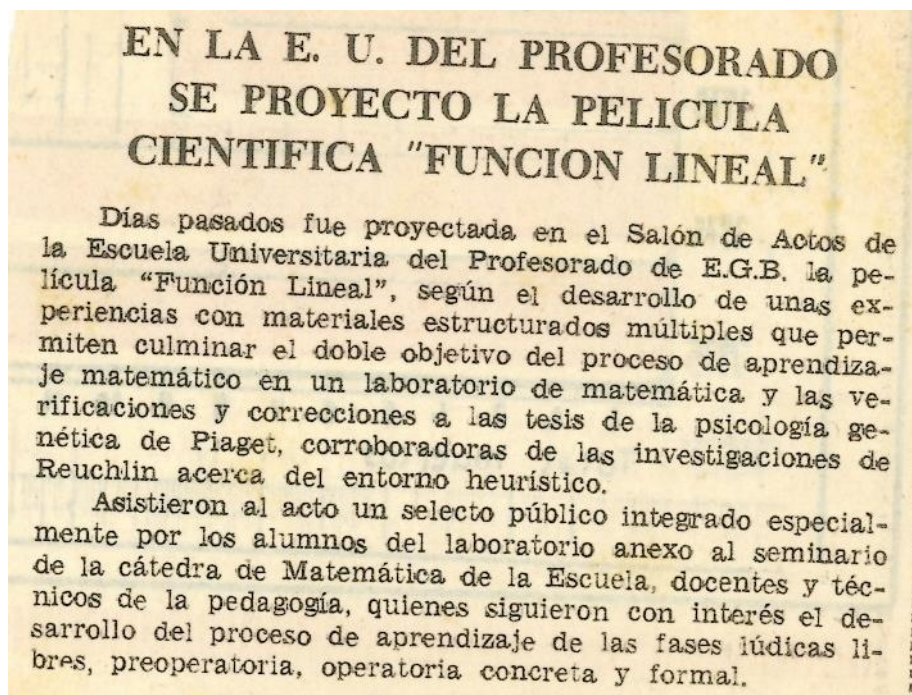 EN LA E. U. DEL PROFESORADO
SE PROYECTO LA PELICULA
CIENTIFICA "FUNCION LINEAL"
Días pasados fue proyectada en el Salón de Actos de
la Escuela Universitaria del Profesorado de E.G.B. la pe-
lícula "Función Lineal", según el desarrollo de unas ex-
periencias con materiales estructurados múltiples que per-
miten culminar el doble objetivo del proceso de aprendiza-
je matemático en un laboratorio de matemática y las ve-
rificaciones y correcciones a las tesis de la psicología ge-
nética de Piaget, corroboradoras de las investigaciones de
Reuchlin acerca del entorno heurístico.
Asistieron al acto un selecto público integrado especial-
mente por los alumnos del laboratorio anexo al seminario
de la cátedra de Matemática de la Escuela, docentes y téc-
nicos de la pedagogía, quienes siguieron con interés el de-
sarrollo del proceso de aprendizaje de las fases lúdicas li-
bres, preoperatoria, operatoria concreta y formal.